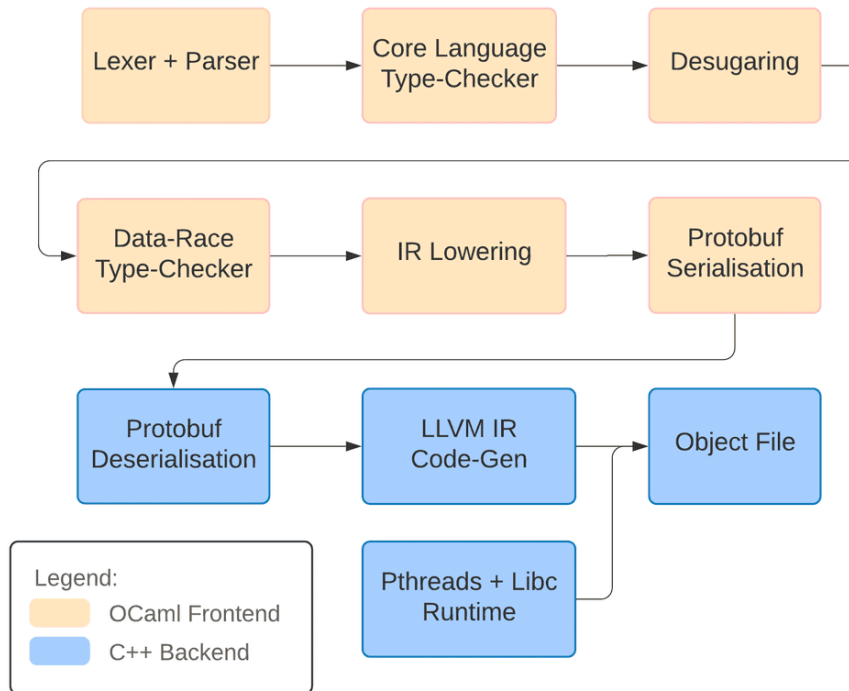 Lexer + Parser
Core Language
Type-Checker
Desugaring
Data-Race
Type-Checker
IR Lowering
Protobuf
Serialisation
Protobuf
Deserialisation
LLVM IR
Code-Gen
Object File
Pthreads + Libc
Runtime
Legend:
OCaml Frontend
C++ Backend